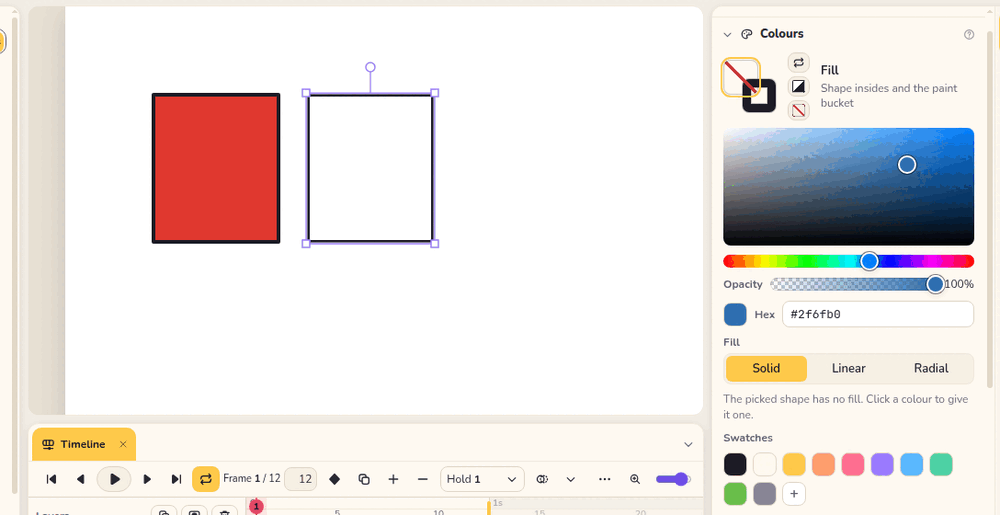 Colours
Fill
Shape insides and the paint
bucket
Opacity
100%
Hex
#2f6fb0
Fill
Solid
Linear
Radial
The picked shape has no fill. Click a colour to give
it one.
Swatches
+
Timeline
Frame 1 / 12
12
Hold 1
1
1s
5
10
15
20
Layers